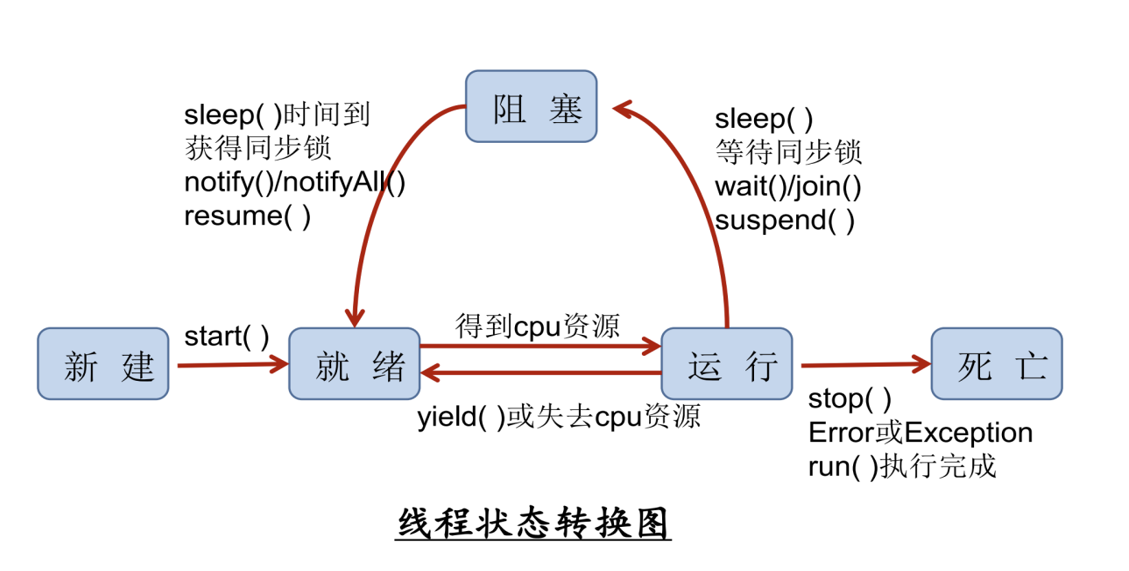 阻 塞
sleep( )时间到
获得同步锁
notify()/notifyAll()
resume( )
sleep( )
等待同步锁
wait()/join()
suspend( )
新 建
start( )
就 绪
得到cpu资源
yield( )或失去cpu资源
运 行
死 亡
stop( )
Error或Exception
run( )执行完成
线程状态转换图